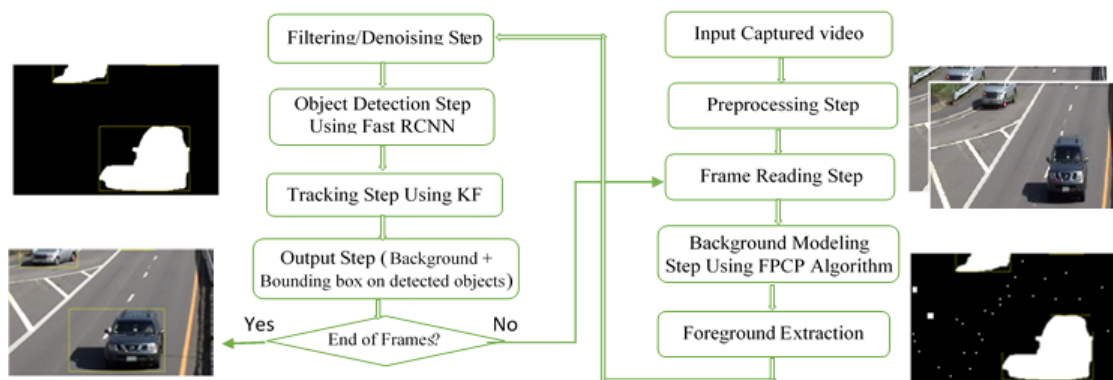 Input Captured video
Preprocessing Step
Frame Reading Step
Background Modeling
Step Using FPCP Algorithm
Foreground Extraction
Filtering/Denoising Step
Object Detection Step
Using Fast RCNN
Tracking Step Using KF
Output Step ( Background +
Bounding box on detected objects)
End of Frames?
Yes
No